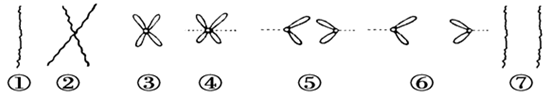 ① ② ③ ④ ⑤ ⑥ ⑦